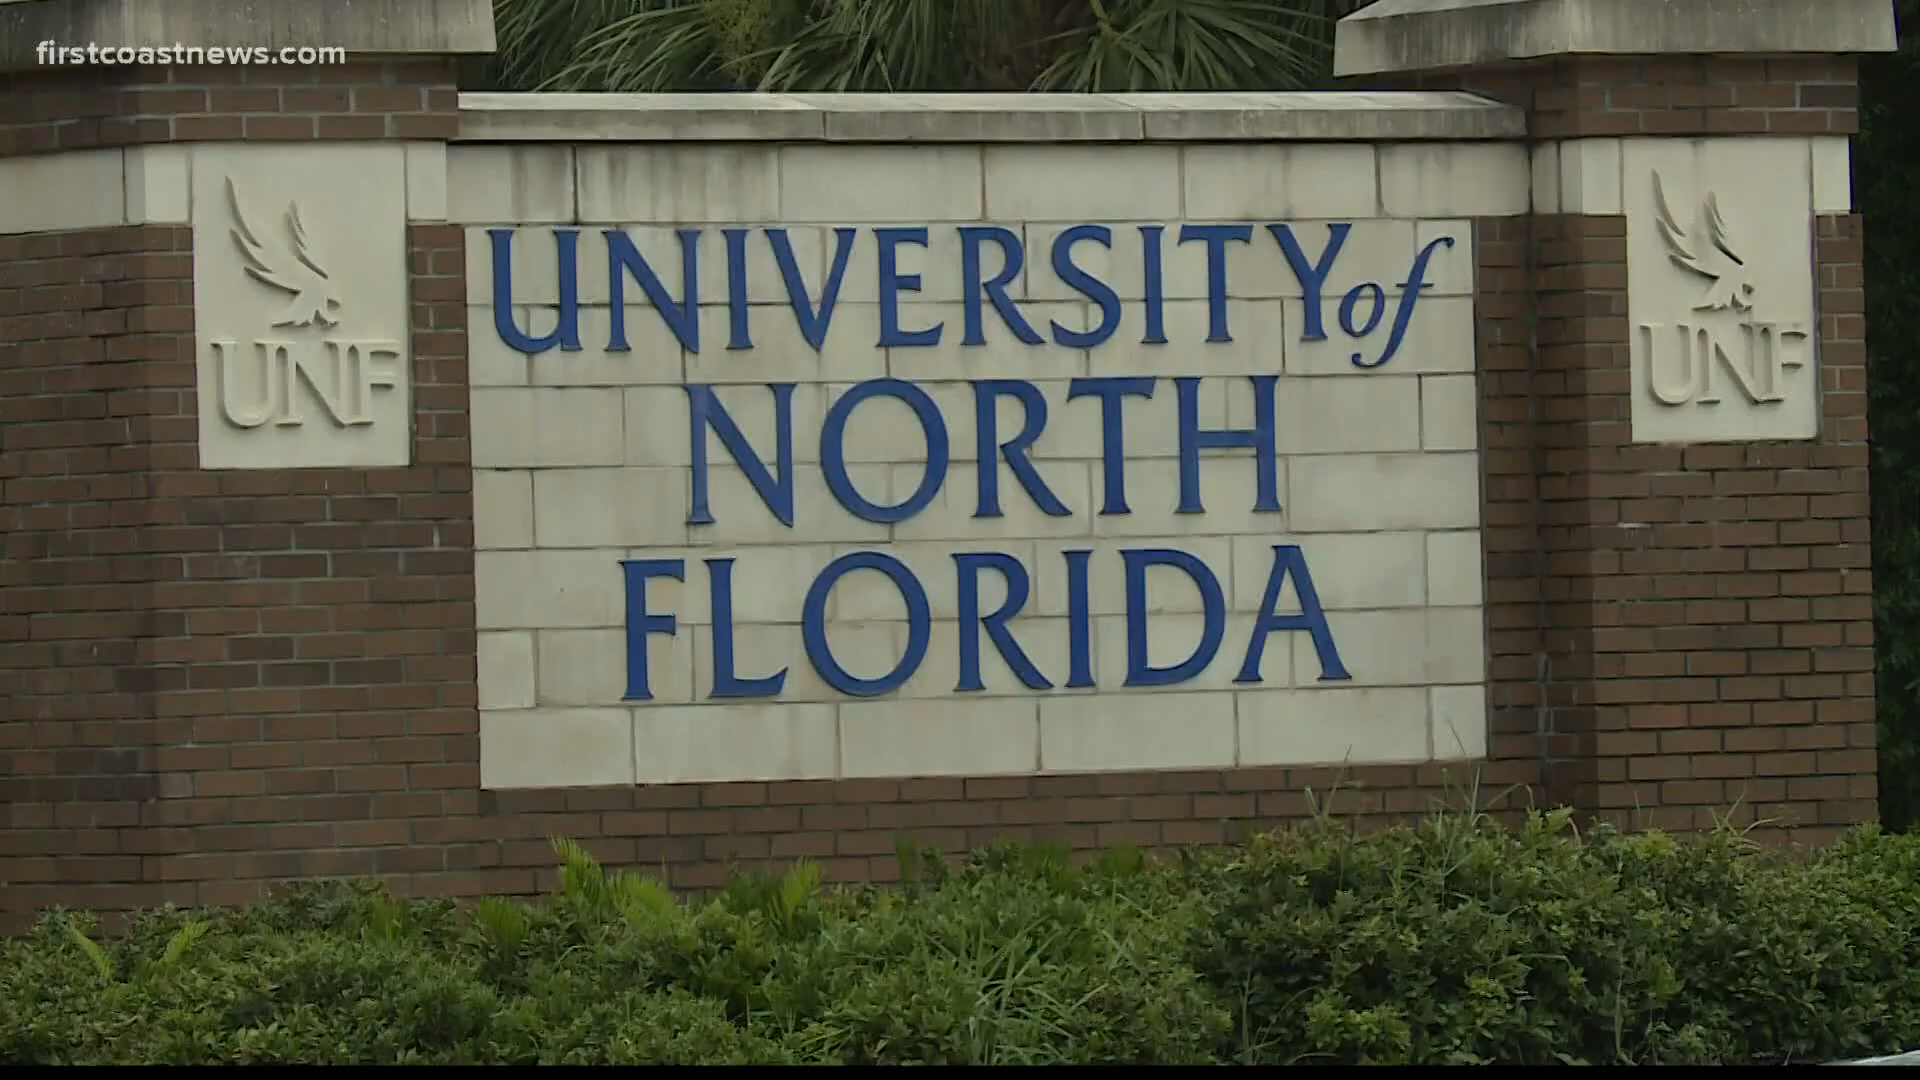 firstcoastnews.com
UNIVERSITY of
NORTH
FLORIDA
UNF
UNF